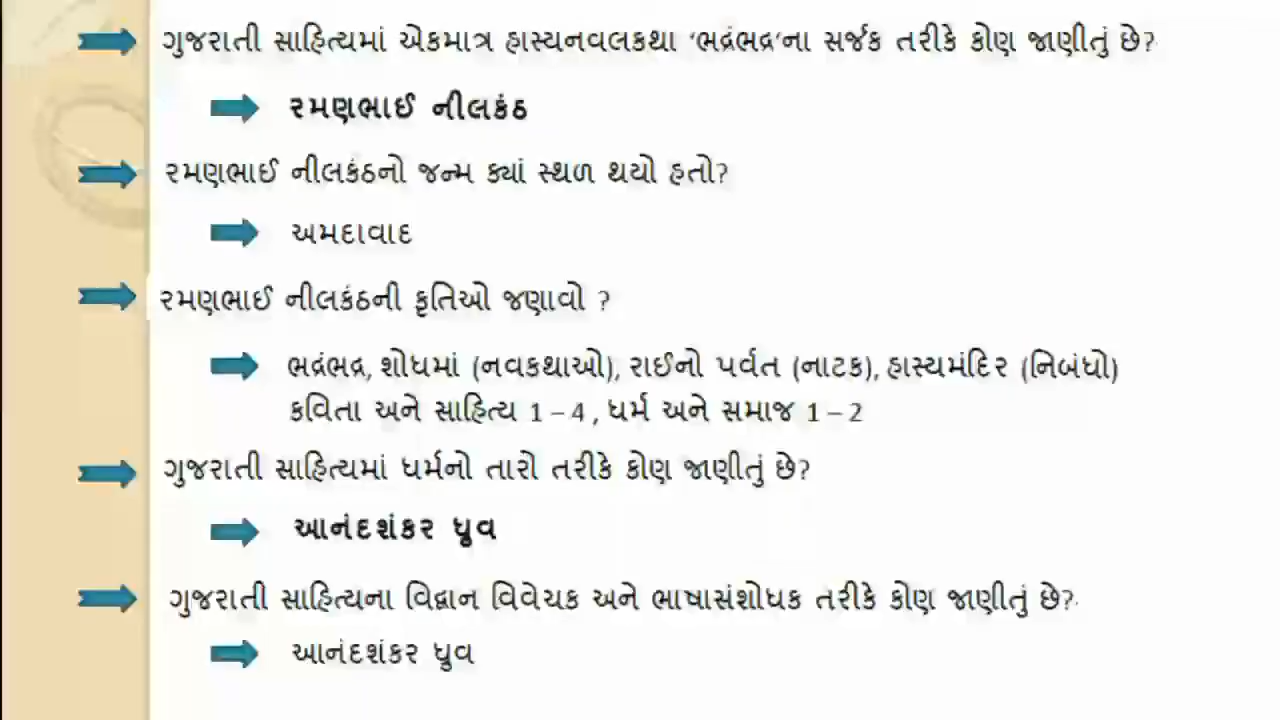 ગુજરાતી સાહિત્યમાં એકમાત્ર હાસ્યનવલકથા ‘ભદ્રંભદ્ર’ના સર્જક તરીકે કોણ જાણીતું છે?
રમણભાઈ નીલકંઠ
રમણભાઈ નીલકંઠનો જન્મ ક્યાં સ્થળ થયો હતો?
અમદાવાદ
રમણભાઈ નીલકંઠની કૃતિઓ જણાવો ?
ભદ્રંભદ્ર, શોધમાં (નવકથાઓ), રાઈનો પર્વત (નાટક), હાસ્યમંદિર (નિબંધો)
કવિતા અને સાહિત્ય 1 – 4 , ધર્મ અને સમાજ 1 – 2
ગુજરાતી સાહિત્યમાં ધર્મનો તારો તરીકે કોણ જાણીતું છે?
આનંદશંકર ધ્રુવ
ગુજરાતી સાહિત્યના વિદ્વાન વિવેચક અને ભાષાસંશોધક તરીકે કોણ જાણીતું છે?
આનંદશંકર ધ્રુવ